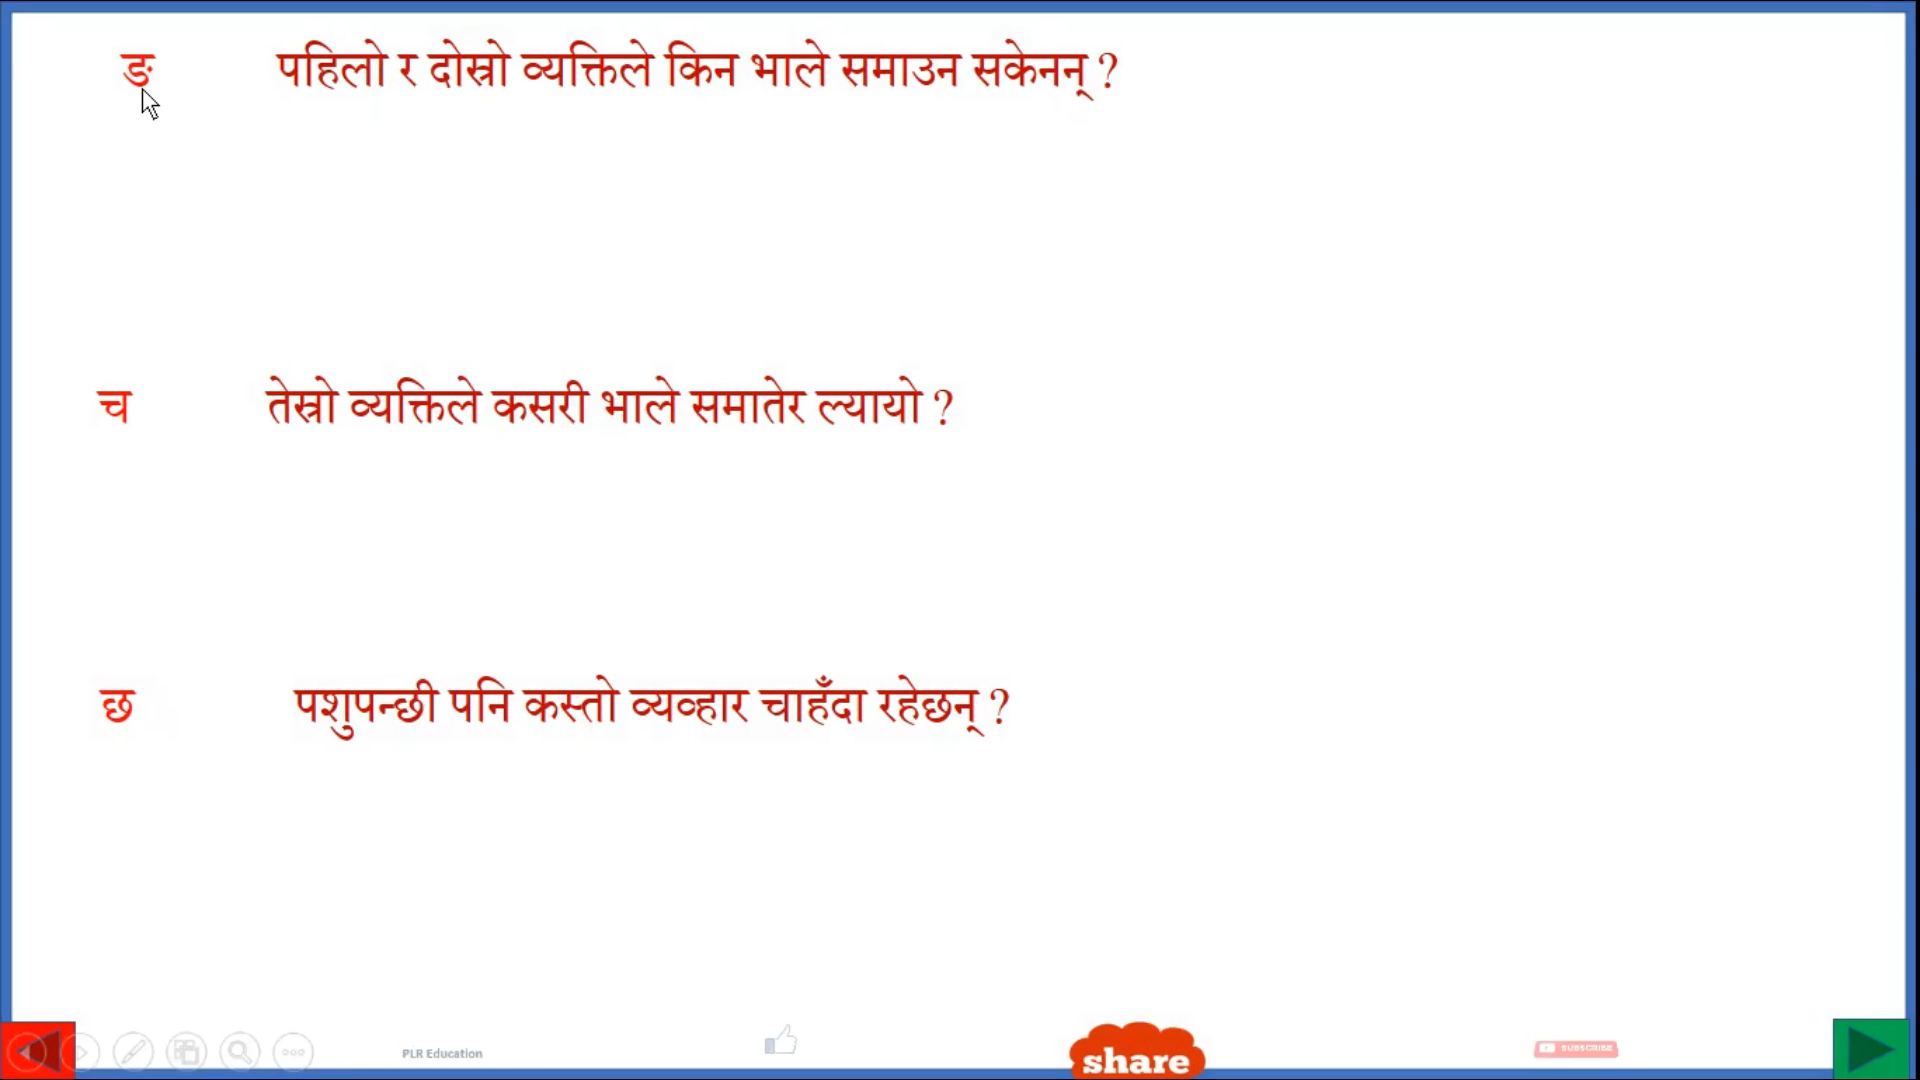 ङ पहिलो र दोस्रो व्यक्तिले किन भाले समाउन सकेनन् ?
च तेस्रो व्यक्तिले कसरी भाले समातेर ल्यायो ?
छ पशुपन्छी पनि कस्तो व्यव्हार चाहँदा रहेछन् ?
PLR Education
share
SUBSCRIBE